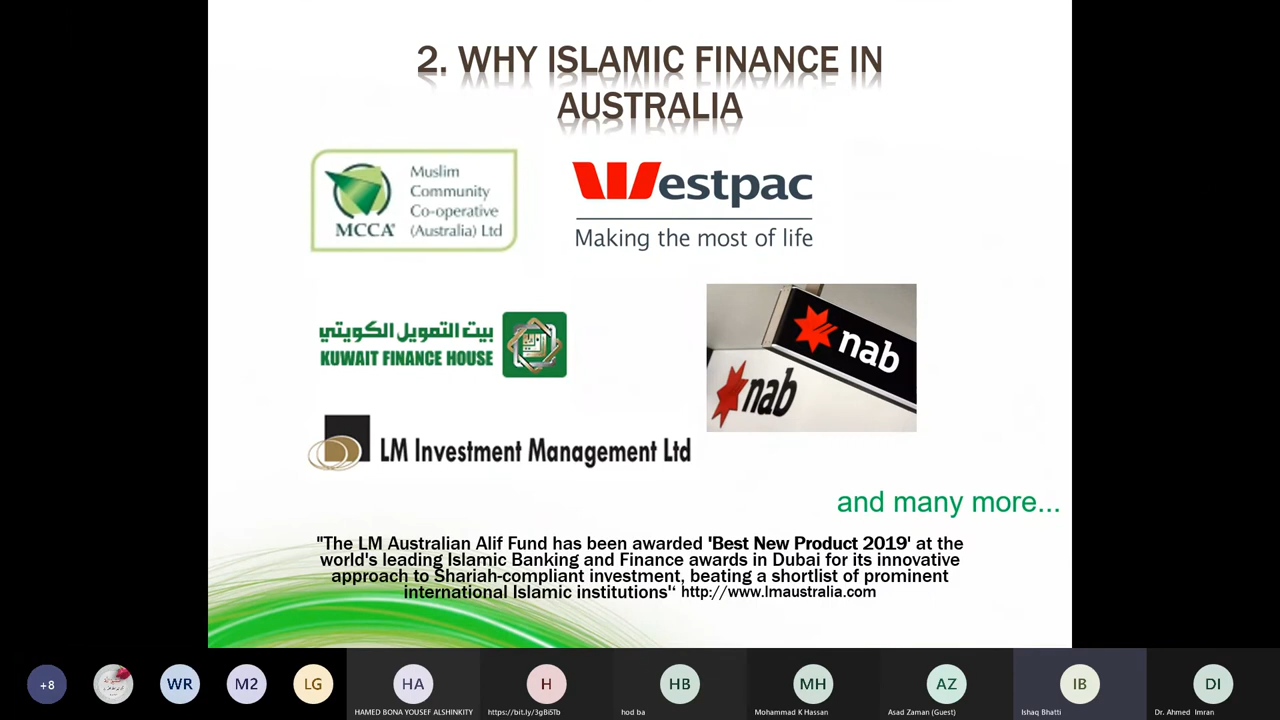 2. WHY ISLAMIC FINANCE IN
AUSTRALIA
MCCA
Muslim
Community
Co-operative
(Australia) Ltd
Westpac
Making the most of life
بيت التمويل الكويتي
KUWAIT FINANCE HOUSE
nab
nab
LM Investment Management Ltd
and many more...
"The LM Australian Alif Fund has been awarded 'Best New Product 2019' at the
world's leading Islamic Banking and Finance awards in Dubai for its innovative
approach to Shariah-compliant investment, beating a shortlist of prominent
international Islamic institutions'' http://www.lmaustralia.com
+8
WR
M2
LG
HA
H
HB
MH
AZ
IB
DI
HAMED BONA YOUSEF ALSHINKITY
https://bit.ly/3gBiSTb
hod ba
Mohammad K Hassan
Asad Zaman (Guest)
Ishaq Bhatti
Dr. Ahmed Imran